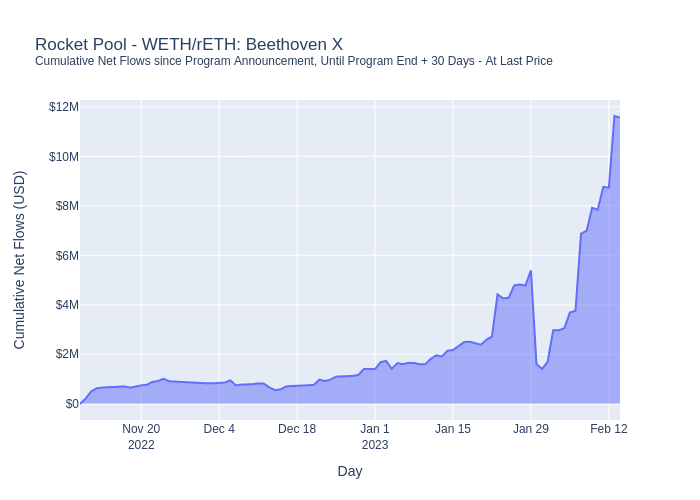 Rocket Pool - WETH/rETH: Beethoven X
Cumulative Net Flows since Program Announcement, Until Program End + 30 Days - At Last Price
$12M
$10M
$8M
$6M
$4M
$2M
$0
Cumulative Net Flows (USD)
Nov 20
2022
Dec 4
Dec 18
Jan 1
2023
Jan 15
Jan 29
Feb 12
Day